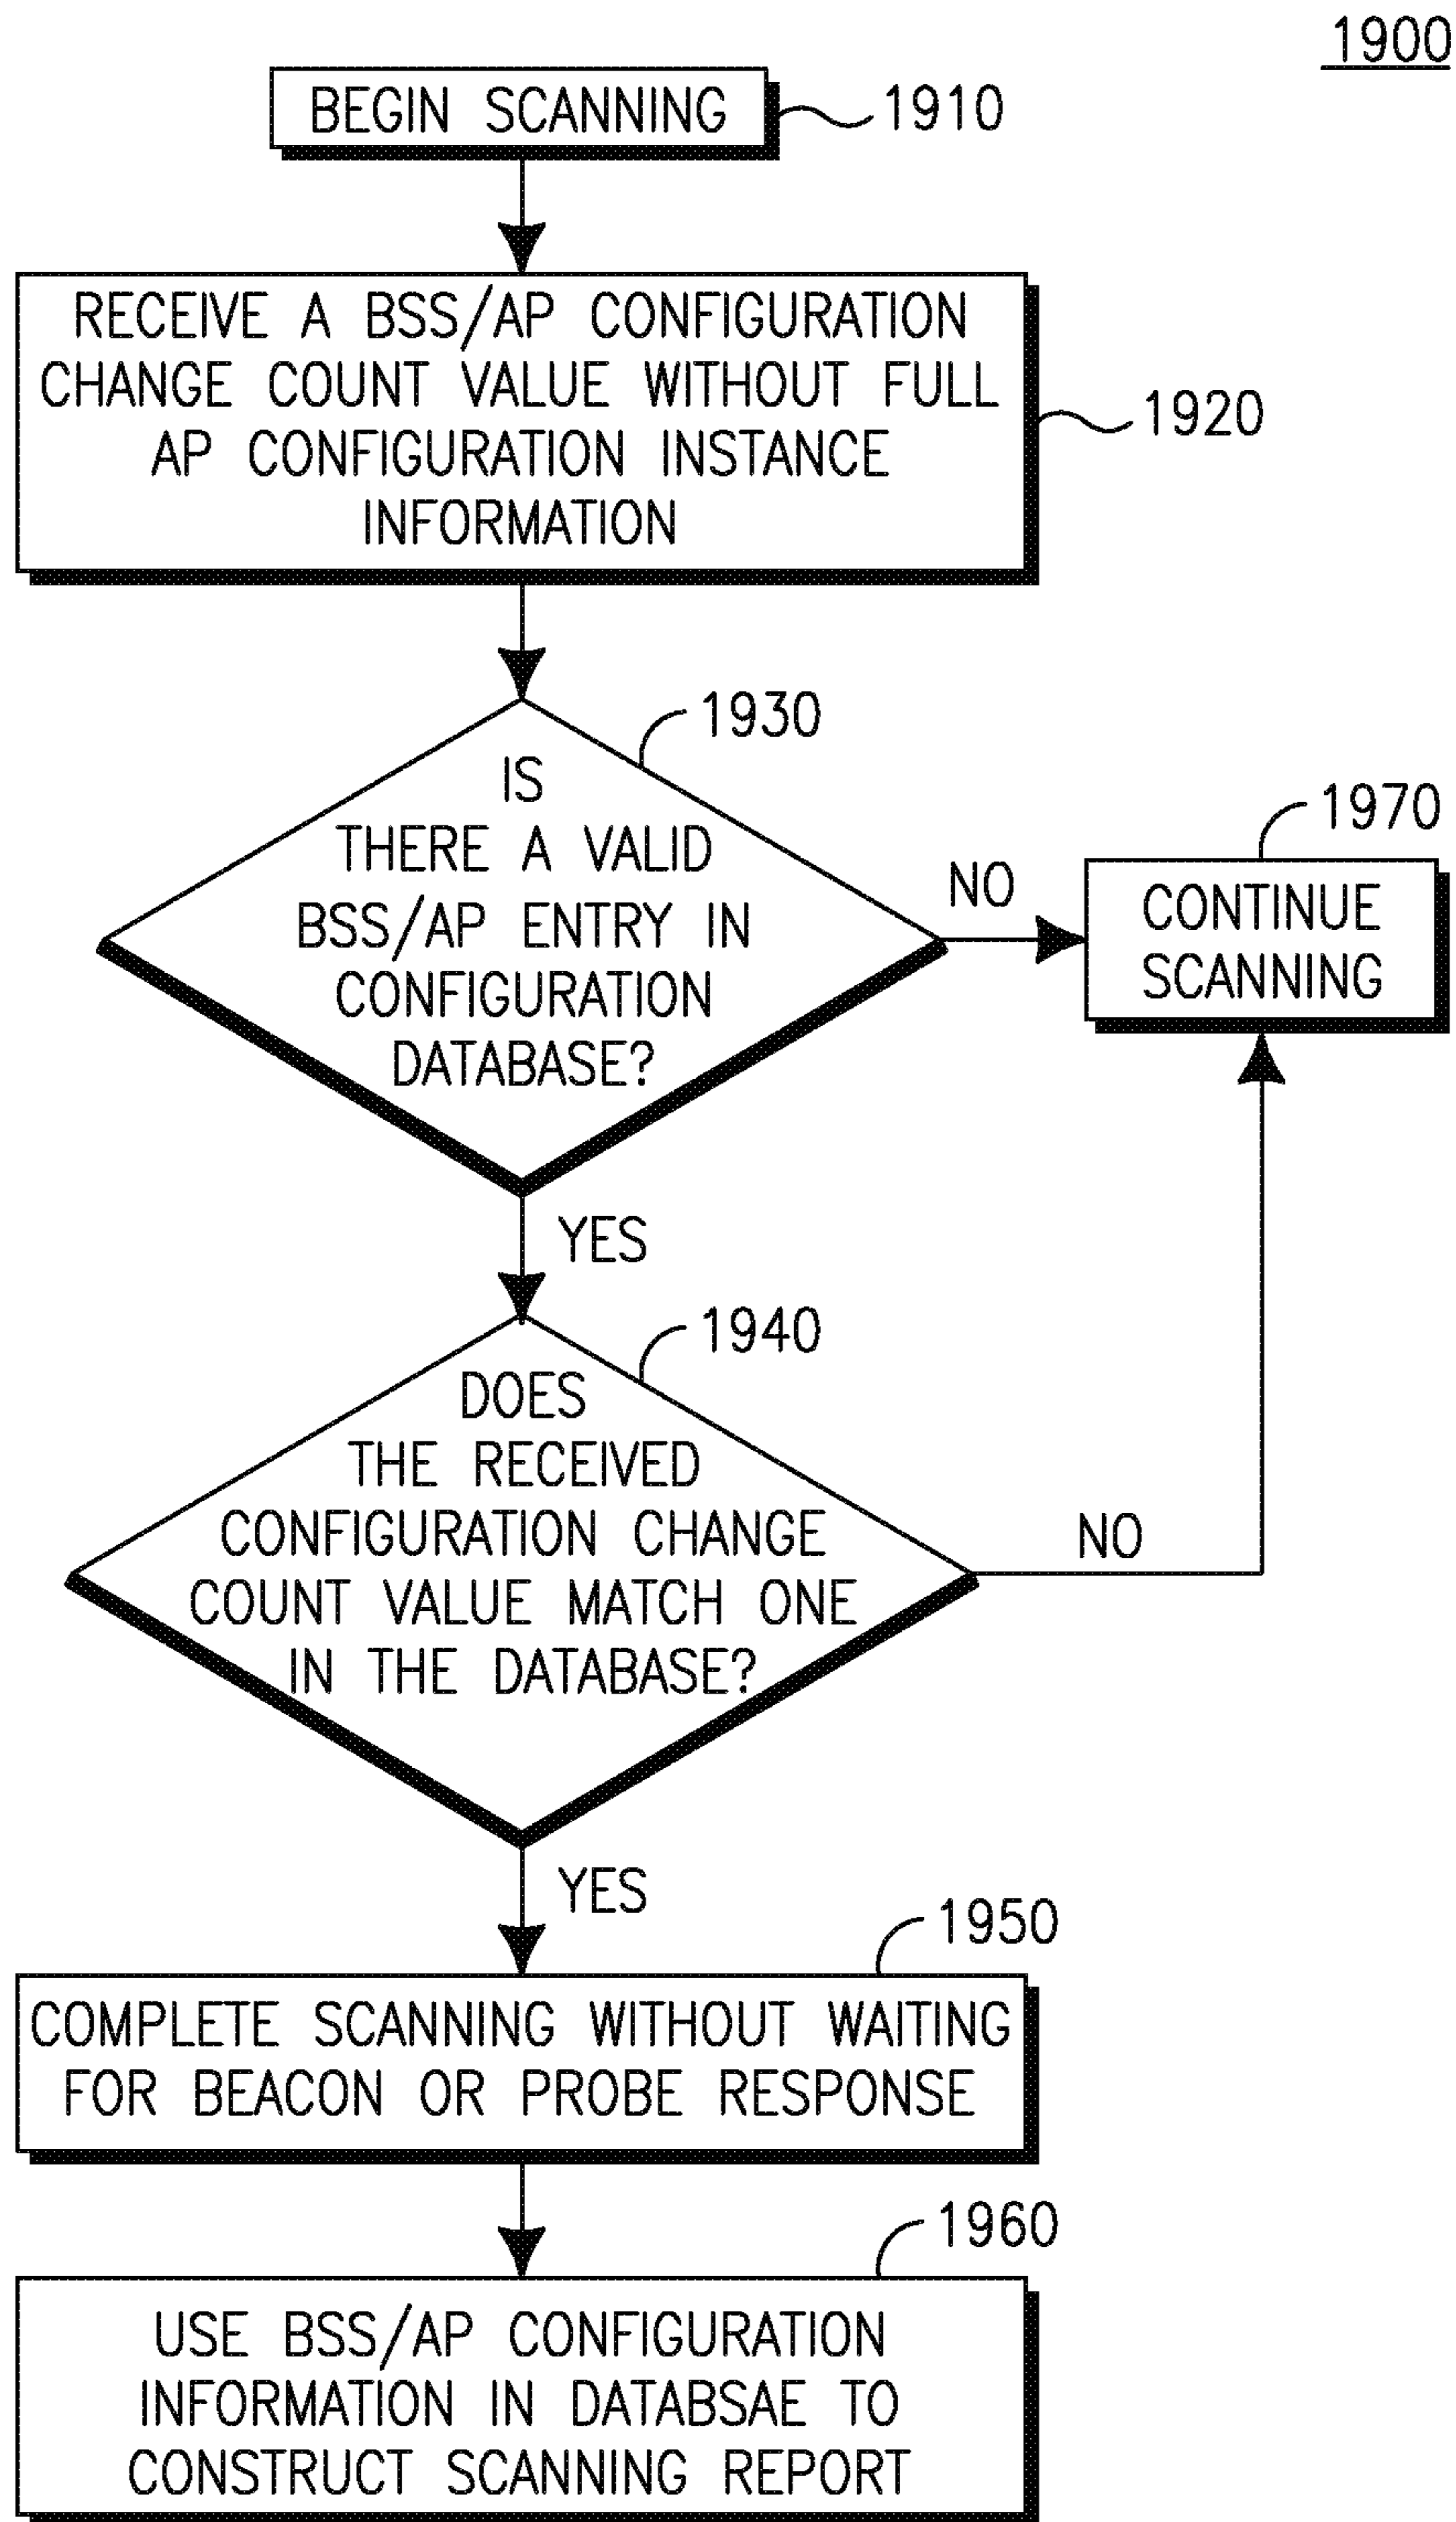 1900
BEGIN SCANNING
1910
RECEIVE A BSS/AP CONFIGURATION
CHANGE COUNT VALUE WITHOUT FULL
AP CONFIGURATION INSTANCE
INFORMATION
1920
1930
IS
THERE A VALID
BSS/AP ENTRY IN
CONFIGURATION
DATABASE?
NO
1970
CONTINUE
SCANNING
YES
1940
DOES
THE RECEIVED
CONFIGURATION CHANGE
COUNT VALUE MATCH ONE
IN THE DATABASE?
NO
YES
1950
COMPLETE SCANNING WITHOUT WAITING
FOR BEACON OR PROBE RESPONSE
1960
USE BSS/AP CONFIGURATION
INFORMATION IN DATABSAE TO
CONSTRUCT SCANNING REPORT